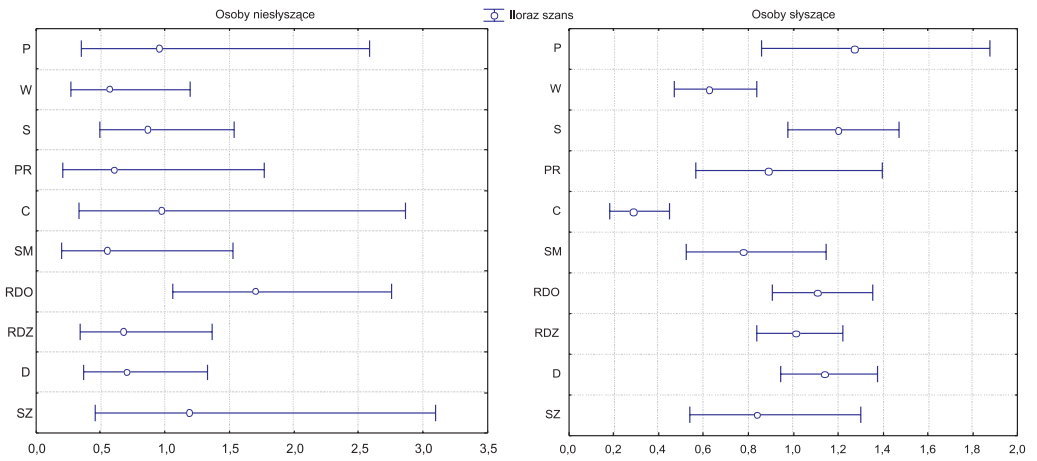 Osoby niesłyszące
Iloraz szans
Osoby słyszące
P
W
S
PR
C
SM
RDO
RDZ
D
SZ
0,0 0,5 1,0 1,5 2,0 2,5 3,0 3,5
P
W
S
PR
C
SM
RDO
RDZ
D
SZ
0,0 0,2 0,4 0,6 0,8 1,0 1,2 1,4 1,6 1,8 2,0